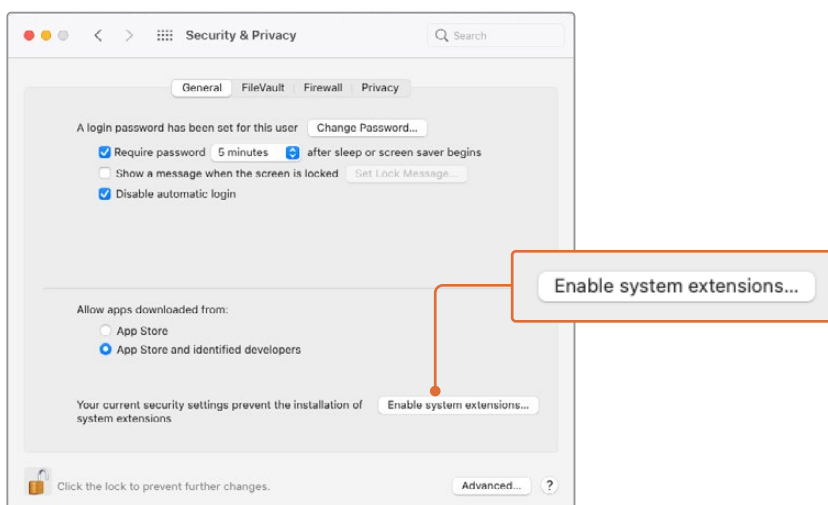 Security & Privacy
Search
General FileVault Firewall Privacy
A login password has been set for this user Change Password...
Require password 5 minutes after sleep or screen saver begins
Show a message when the screen is locked Set Lock Message...
Disable automatic login
Enable system extensions...
Allow apps downloaded from:
App Store
App Store and identified developers
Your current security settings prevent the installation of Enable system extensions...
system extensions
Click the lock to prevent further changes. Advanced... ?